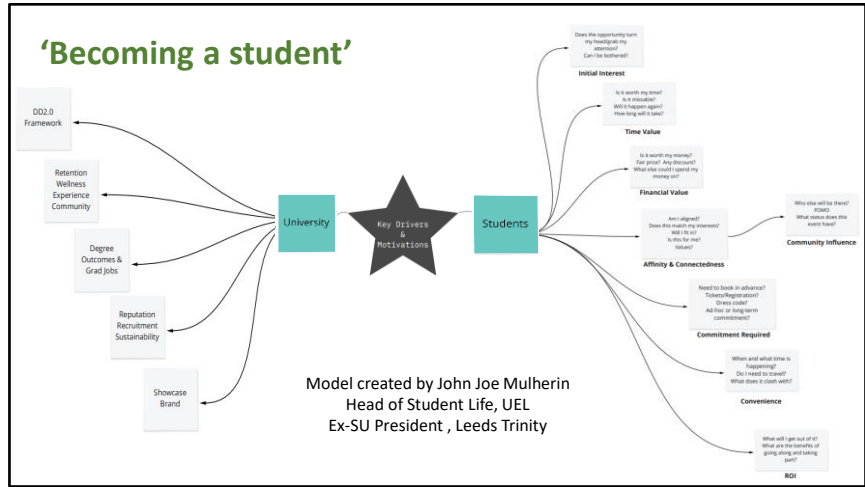 ‘Becoming a student’
DD2.0
Framework
Retention
Wellness
Experience
Community
Degree
Outcomes &
Grad Jobs
Reputation
Recruitment
Sustainability
Showcase
Brand
University
Key Drivers
&
Motivations
Students
Does the opportunity turn
my head/grab my
attention?
Can I be bothered?
Initial Interest
Is it worth my time?
Is it missable?
Will it happen again?
How long will it take?
Time Value
Is it worth my money?
Fair price? Any discount?
What else could I spend my
money on?
Financial Value
Am I aligned?
Does this match my interests?
Will I fit in?
Is this for me?
Values?
Affinity & Connectedness
Who else will be there?
FOMO
What status does this
event have?
Community Influence
Need to book in advance?
Tickets/Registration?
Dress code?
Ad-hoc or long-term
commitment?
Commitment Required
When and what time is
happening?
Do I need to travel?
What does it clash with?
Convenience
What will I get out of it?
What are the benefits of
going along and taking
part?
ROI
Model created by John Joe Mulherin
Head of Student Life, UEL
Ex-SU President , Leeds Trinity